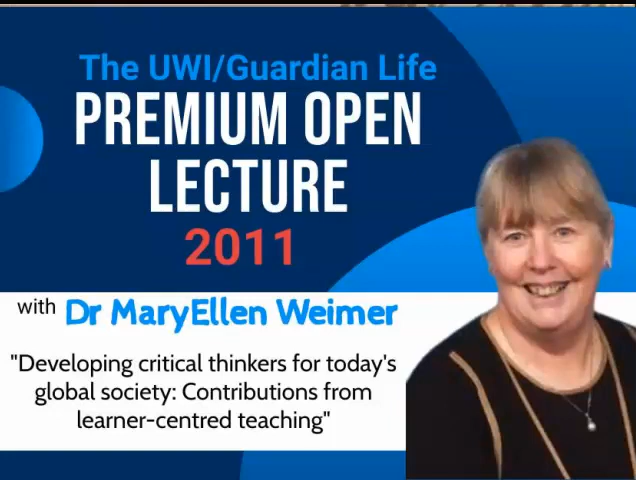 The UWI/Guardian Life
PREMIUM OPEN
LECTURE
2011
with Dr MaryEllen Weimer
"Developing critical thinkers for today's
global society: Contributions from
learner-centred teaching"